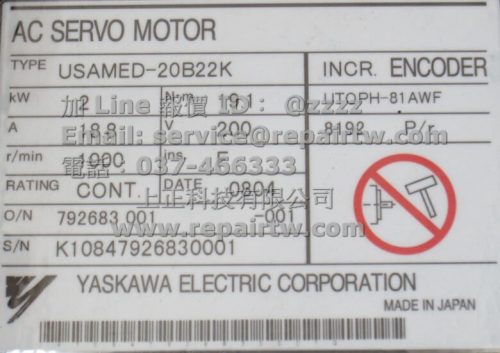 AC SERVO MOTOR
TYPE USAMED-20B22K INCR. ENCODER
kW 2 N·m 19.1 UTOPH-81AWF
加 Line 報價 ID: @zzzz
A 18.8 V 200 8192 P/r
Email: service@repairtw.com
r/min 1000 Ins. F
電話: 037-466333
RATING CONT. DATE 0804
上正科技有限公司
O/N 792683 001 -001
https://www.repairtw.com
S/N K10847926830001
YASKAWA ELECTRIC CORPORATION
MADE IN JAPAN